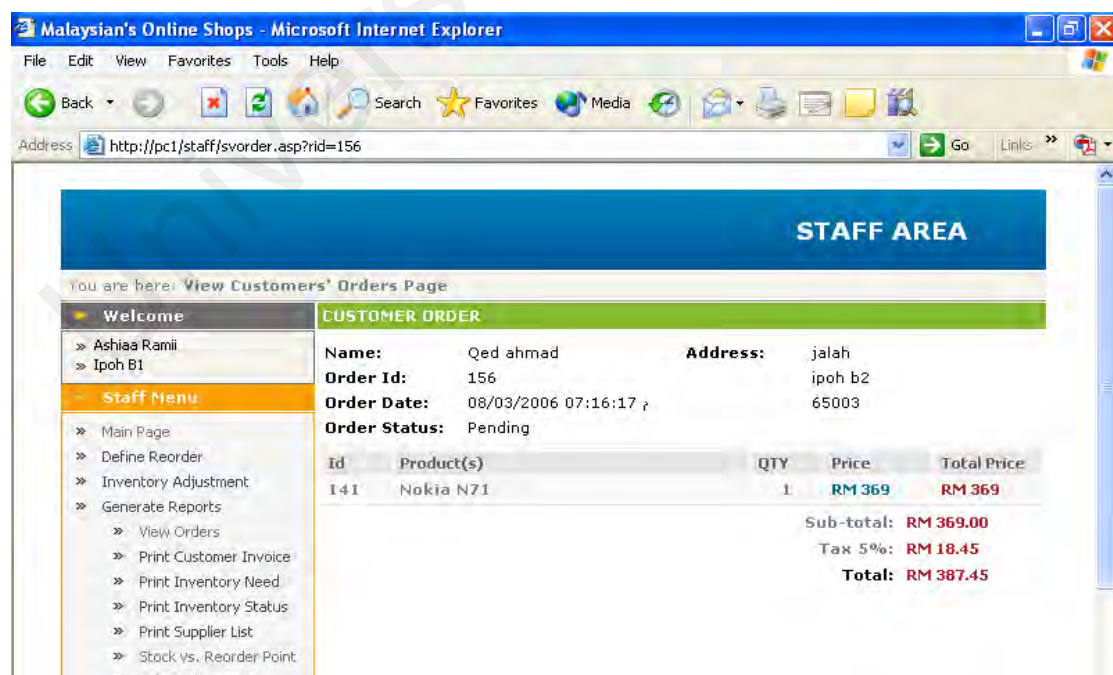 Malaysian's Online Shops - Microsoft Internet Explorer
File Edit View Favorites Tools Help
Back Search Favorites Media
Address http://pc1/staff/svorder.asp?rid=156 Go Links »
STAFF AREA
You are here: View Customers' Orders Page
Welcome
» Ashiaa Ramii
» Ipoh B1
Staff Menu
» Main Page
» Define Reorder
» Inventory Adjustment
» Generate Reports
» View Orders
» Print Customer Invoice
» Print Inventory Need
» Print Inventory Status
» Print Supplier List
» Stock vs. Reorder Point
CUSTOMER ORDER
Name: Qed ahmad Address: jalah
Order Id: 156 ipoh b2
Order Date: 08/03/2006 07:16:17 م 65003
Order Status: Pending
Id Product(s) QTY Price Total Price
141 Nokia N71 1 RM 369 RM 369
Sub-total: RM 369.00
Tax 5%: RM 18.45
Total: RM 387.45